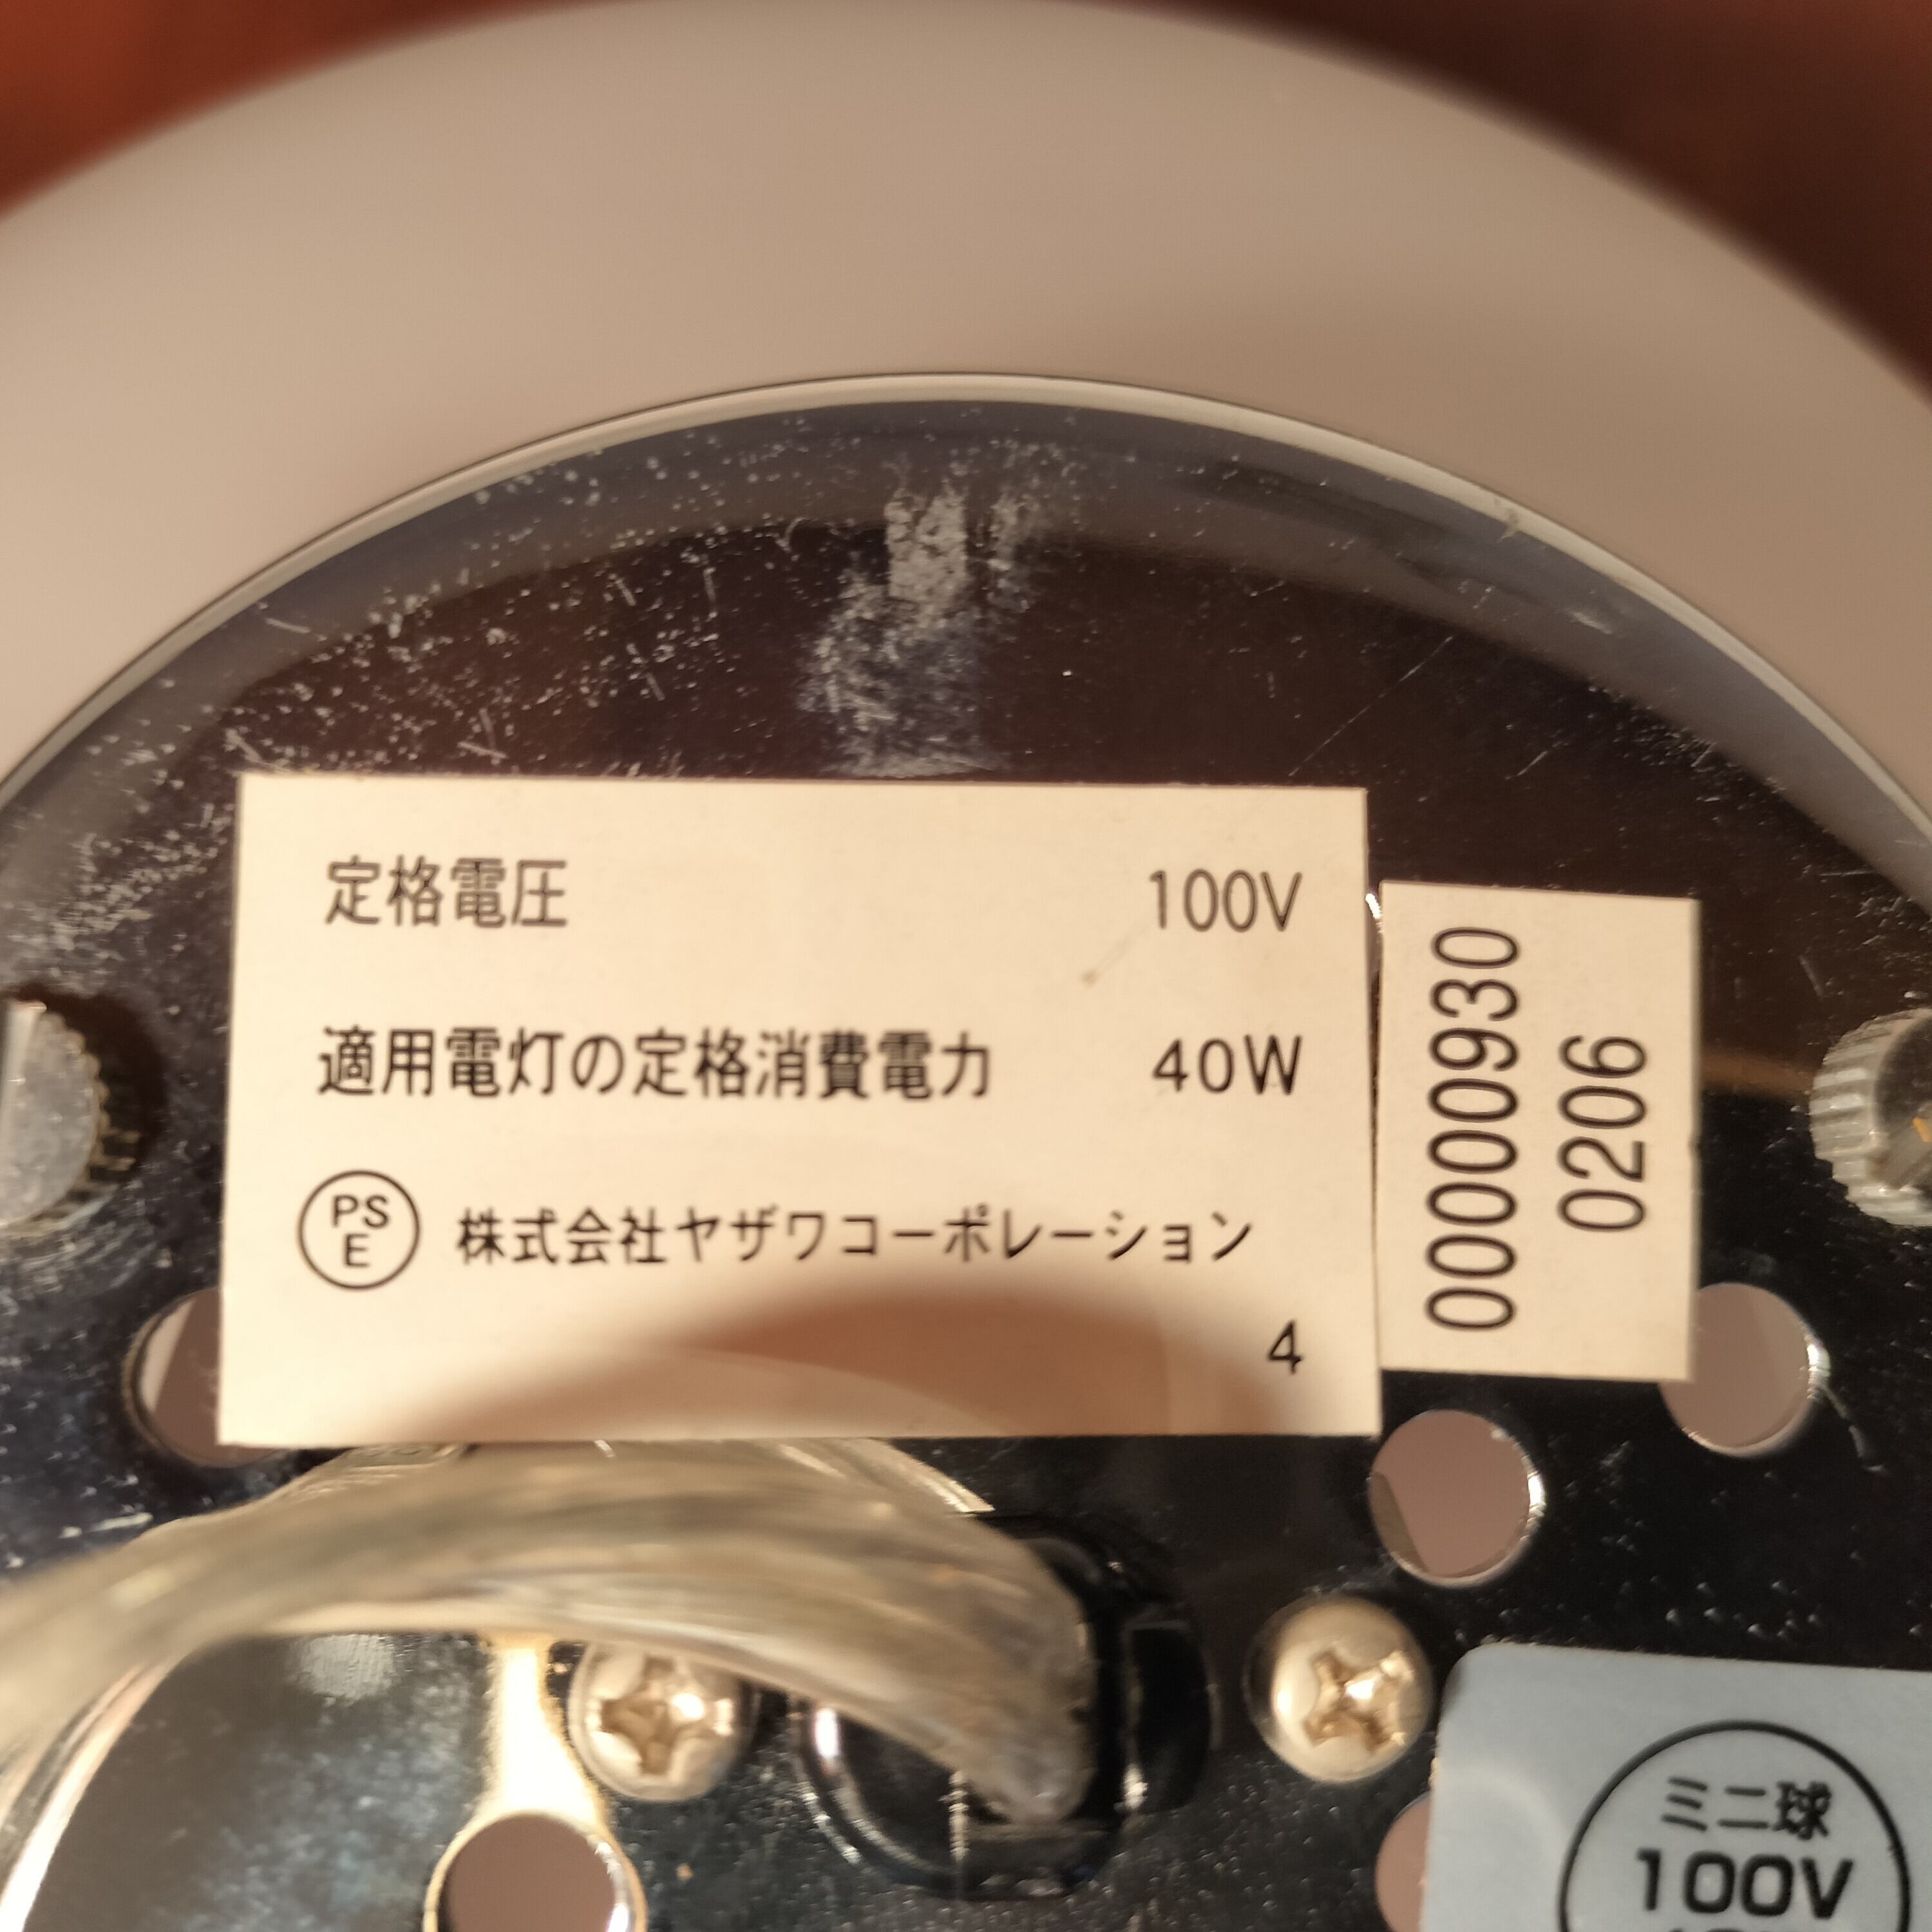 定格電圧 100V
適用電灯の定格消費電力 40W
PS
E
株式会社ヤザワコーポレーション
4
000000930
0206
ミニ球
100V